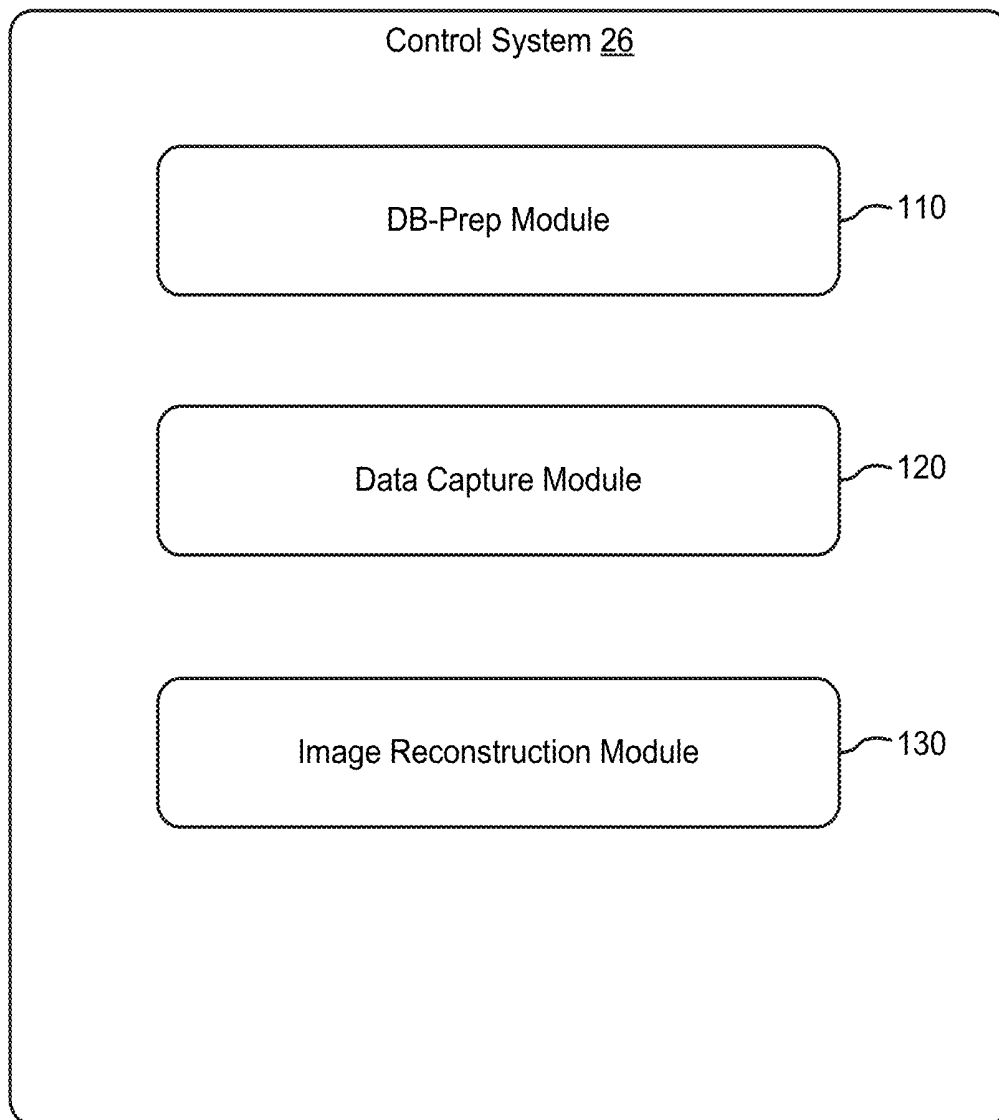 Control System 26
DB-Prep Module
110
Data Capture Module
120
Image Reconstruction Module
130